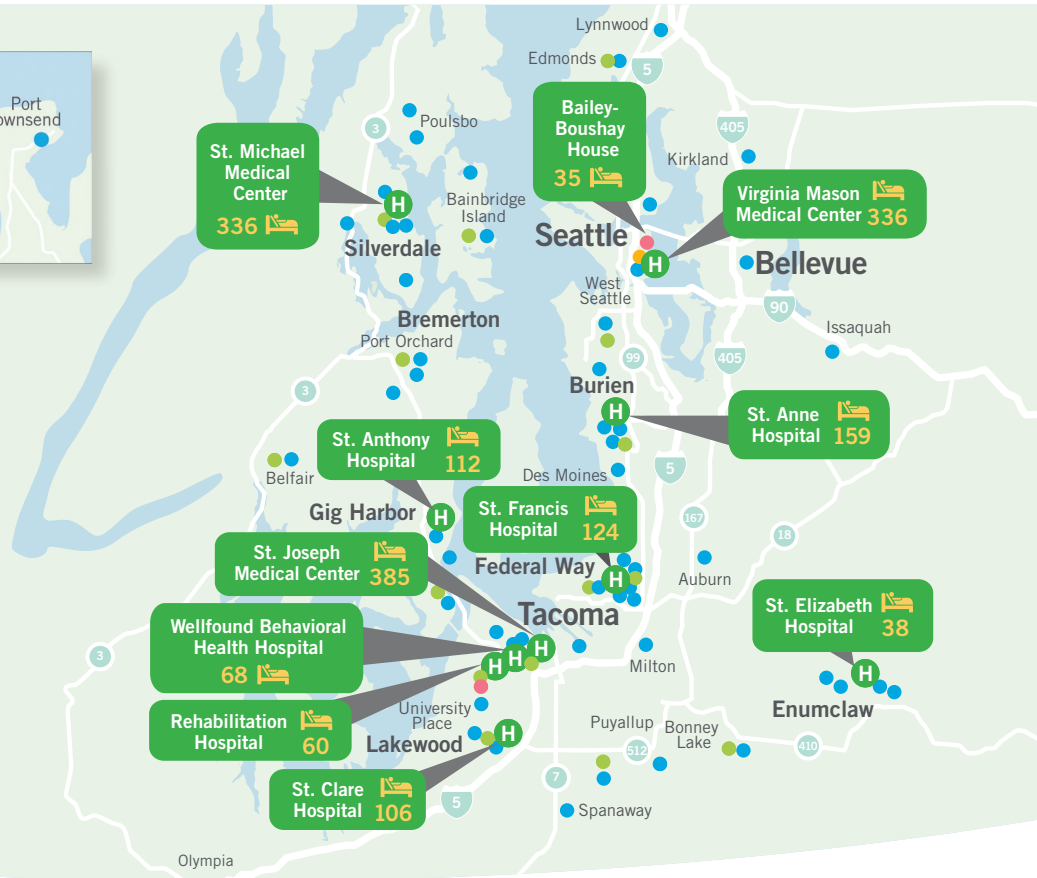 Lynnwood
Edmonds
5
Port
ownsend
Bailey-
Boushay
House
35
3
Poulsbo
405
Kirkland
St. Michael
Medical
Center
336
H
Silverdale
Bainbridge
Island
Virginia Mason
Medical Center 336
Seattle
H
Bellevue
West
Seattle
90
Issaquah
Bremerton
Port Orchard
99
405
3
Burien
H
St. Anne
Hospital 159
St. Anthony
Hospital 112
5
Belfair
Des Moines
Gig Harbor
H
St. Francis
Hospital 124
167
18
St. Joseph
Medical Center 385
Federal Way
H
Auburn
Tacoma
St. Elizabeth
Hospital 38
Wellfound Behavioral
Health Hospital
68
H
H
H
3
Milton
H
Enumclaw
University
Place
Rehabilitation
Hospital 60
Lakewood
H
Puyallup
Bonney
Lake
512
410
St. Clare
Hospital 106
7
5
Spanaway
Olympia